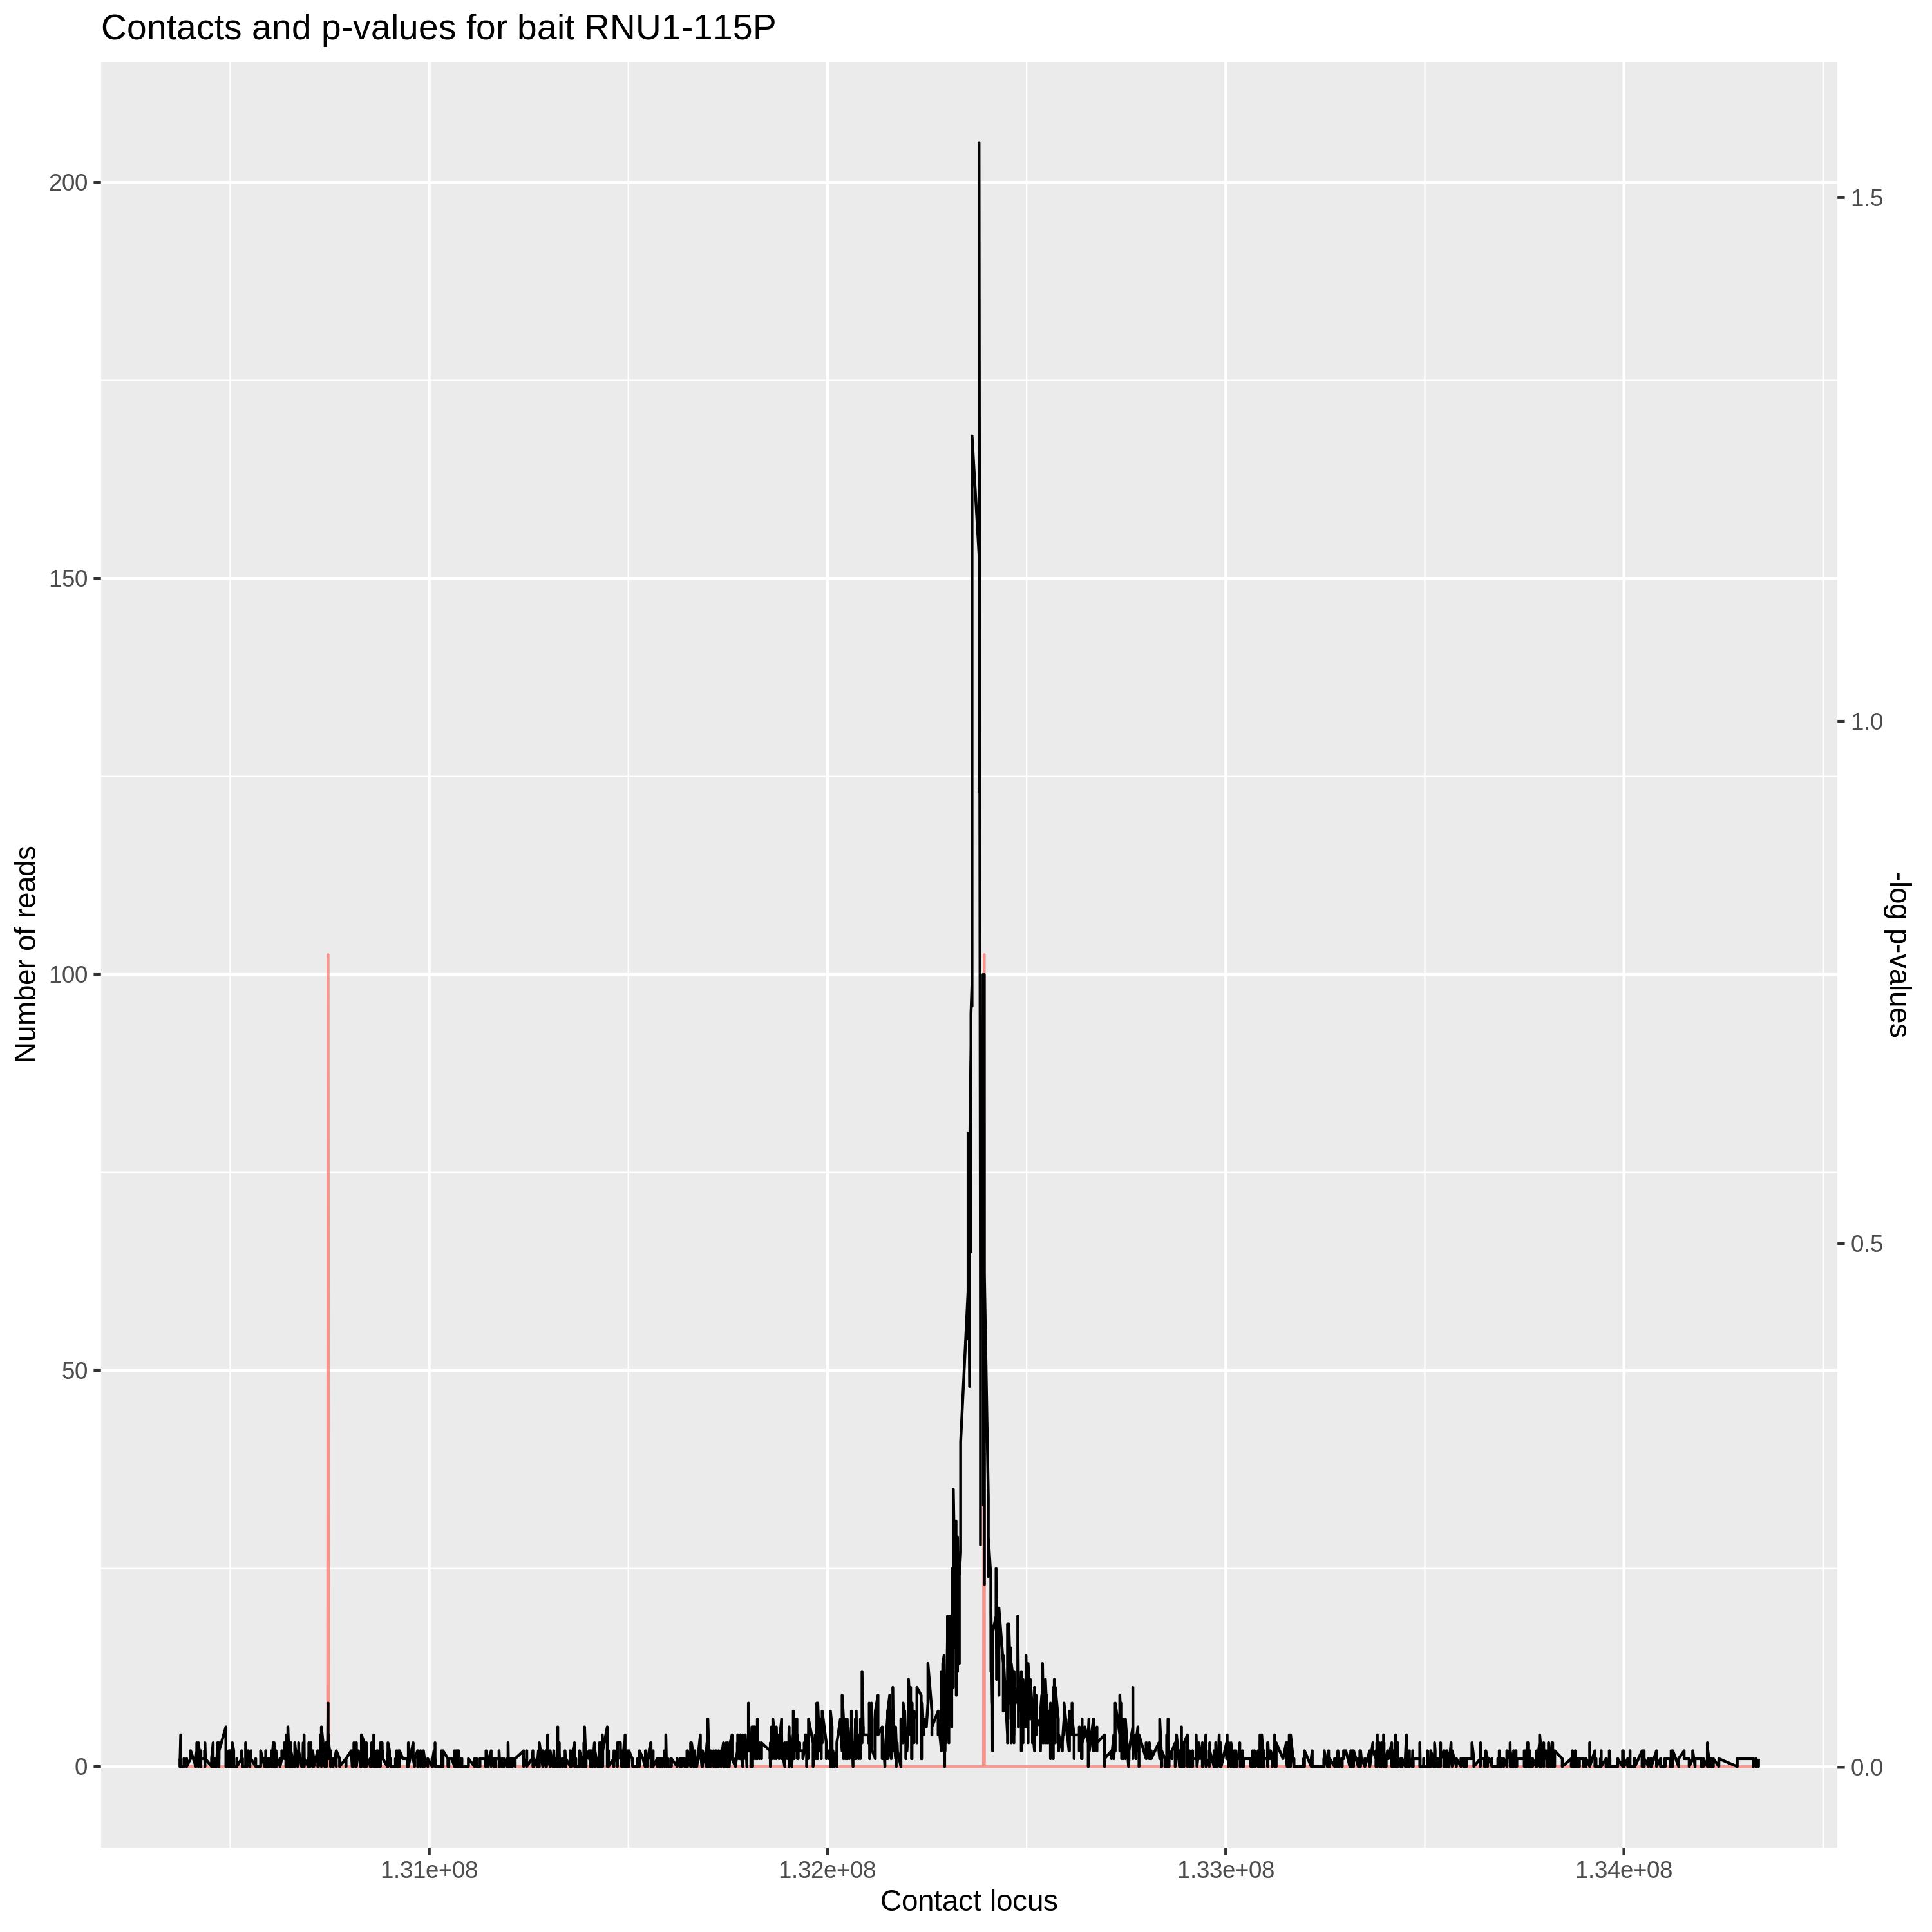 Contacts and p-values for bait RNU1-115P
200
150
100
50
0
Number of reads
1.5
1.0
0.5
0.0
-log p-values
1.31e+08
1.32e+08
1.33e+08
1.34e+08
Contact locus